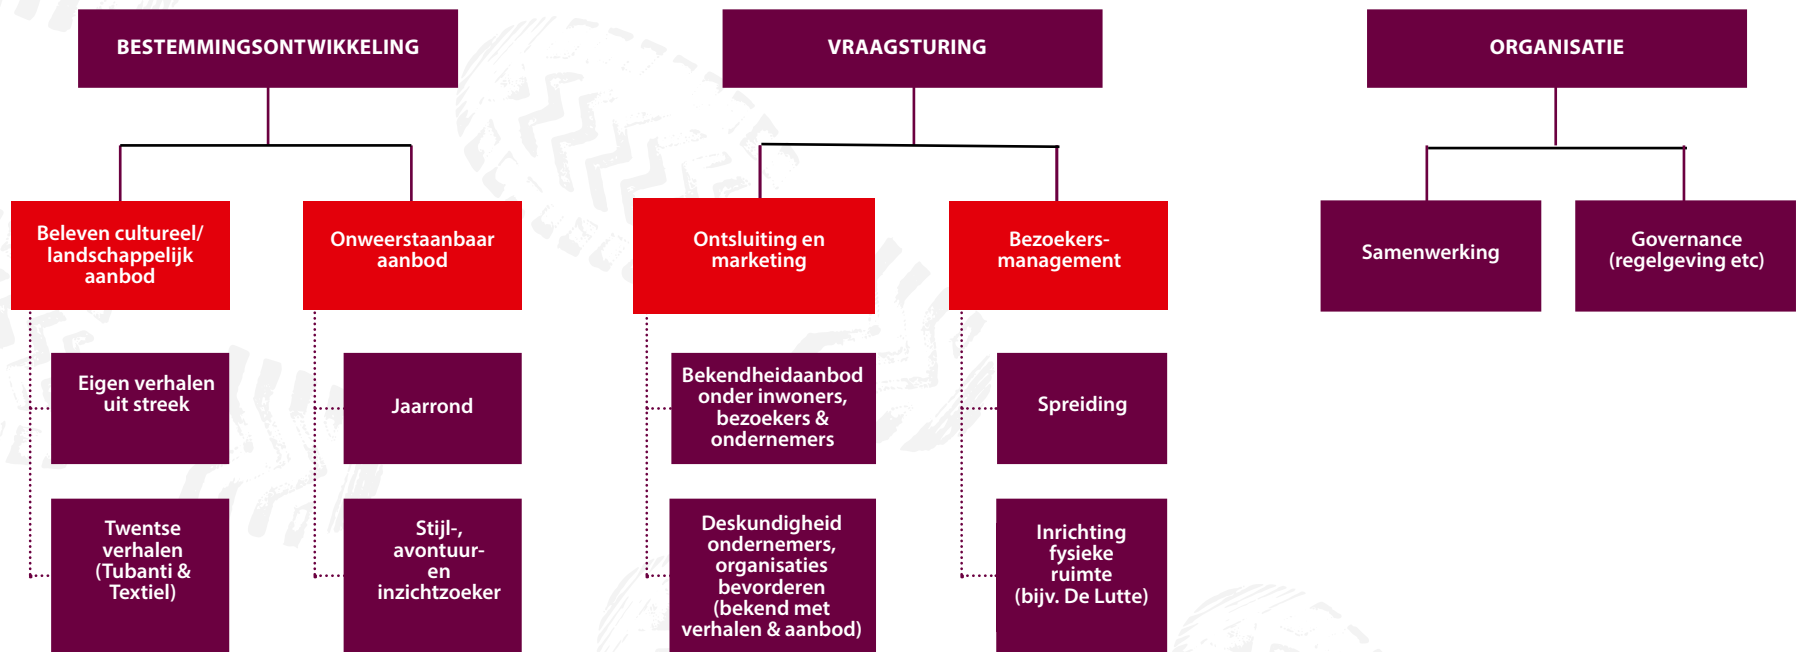 BESTEMMINGSONTWIKKELING
VRAAGSTURING
ORGANISATIE
Beleven cultureel/
landschappelijk
aanbod
Onweerstaanbaar
aanbod
Ontsluiting en
marketing
Bezoekers-
management
Samenwerking
Governance
(regelgeving etc)
Eigen verhalen
uit streek
Jaarrond
Bekendheidaanbod
onder inwoners,
bezoekers &
ondernemers
Spreiding
Twentse
verhalen
(Tubanti &
Textiel)
Stijl-,
avontuur-
en
inzichtzoeker
Deskundigheid
ondernemers,
organisaties
bevorderen
(bekend met
verhalen & aanbod)
Inrichting
fysieke
ruimte
(bijv. De Lutte)